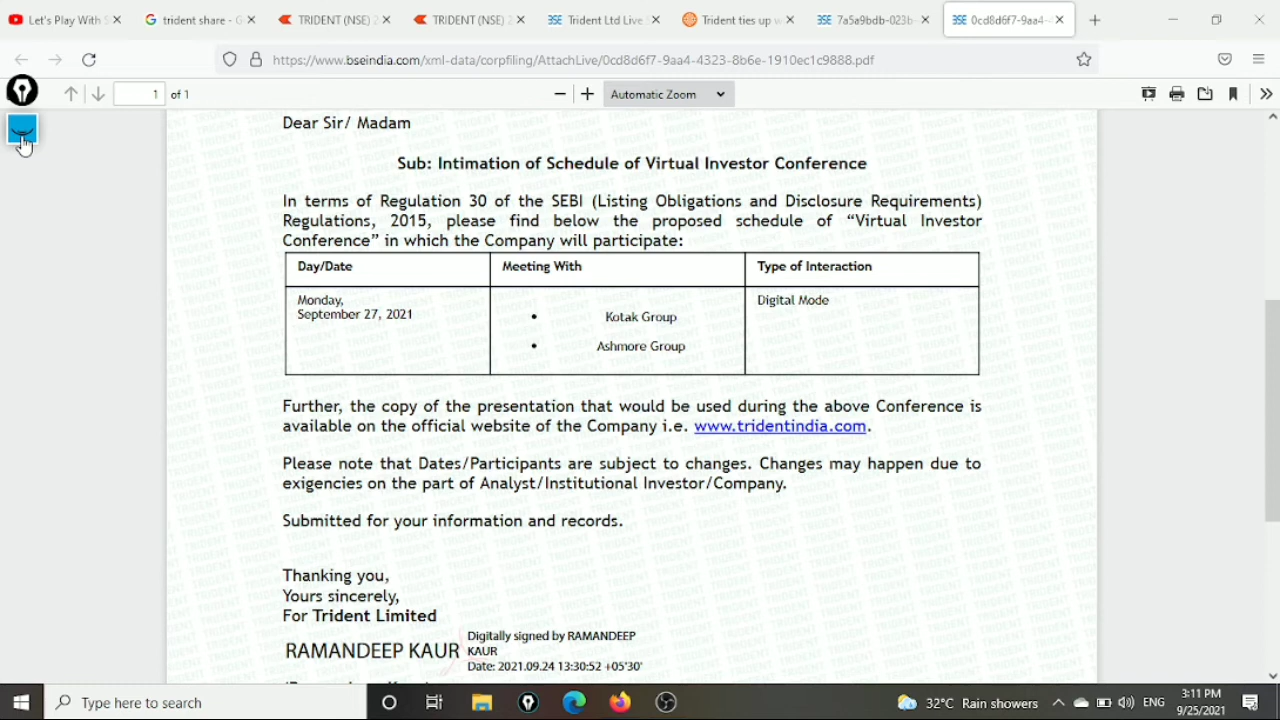 Let's Play With S
trident share - G
TRIDENT (NSE) 2
TRIDENT (NSE) 2
Trident Ltd Live
Trident ties up w
7a5a9bdb-023b
0cd8d6f7-9aa4-
https://www.bseindia.com/xml-data/corpfiling/AttachLive/0cd8d6f7-9aa4-4323-8b6e-1910ec1c9888.pdf
1 of 1
Automatic Zoom
Dear Sir/ Madam
Sub: Intimation of Schedule of Virtual Investor Conference
In terms of Regulation 30 of the SEBI (Listing Obligations and Disclosure Requirements)
Regulations, 2015, please find below the proposed schedule of “Virtual Investor
Conference” in which the Company will participate:
Day/Date Meeting With Type of Interaction
Monday,
September 27, 2021
• Kotak Group
• Ashmore Group
Digital Mode
Further, the copy of the presentation that would be used during the above Conference is
available on the official website of the Company i.e. www.tridentindia.com.
Please note that Dates/Participants are subject to changes. Changes may happen due to
exigencies on the part of Analyst/Institutional Investor/Company.
Submitted for your information and records.
Thanking you,
Yours sincerely,
For Trident Limited
RAMANDEEP KAUR
Digitally signed by RAMANDEEP
KAUR
Date: 2021.09.24 13:30:52 +05'30'
Type here to search
32°C Rain showers
ENG
3:11 PM
9/25/2021